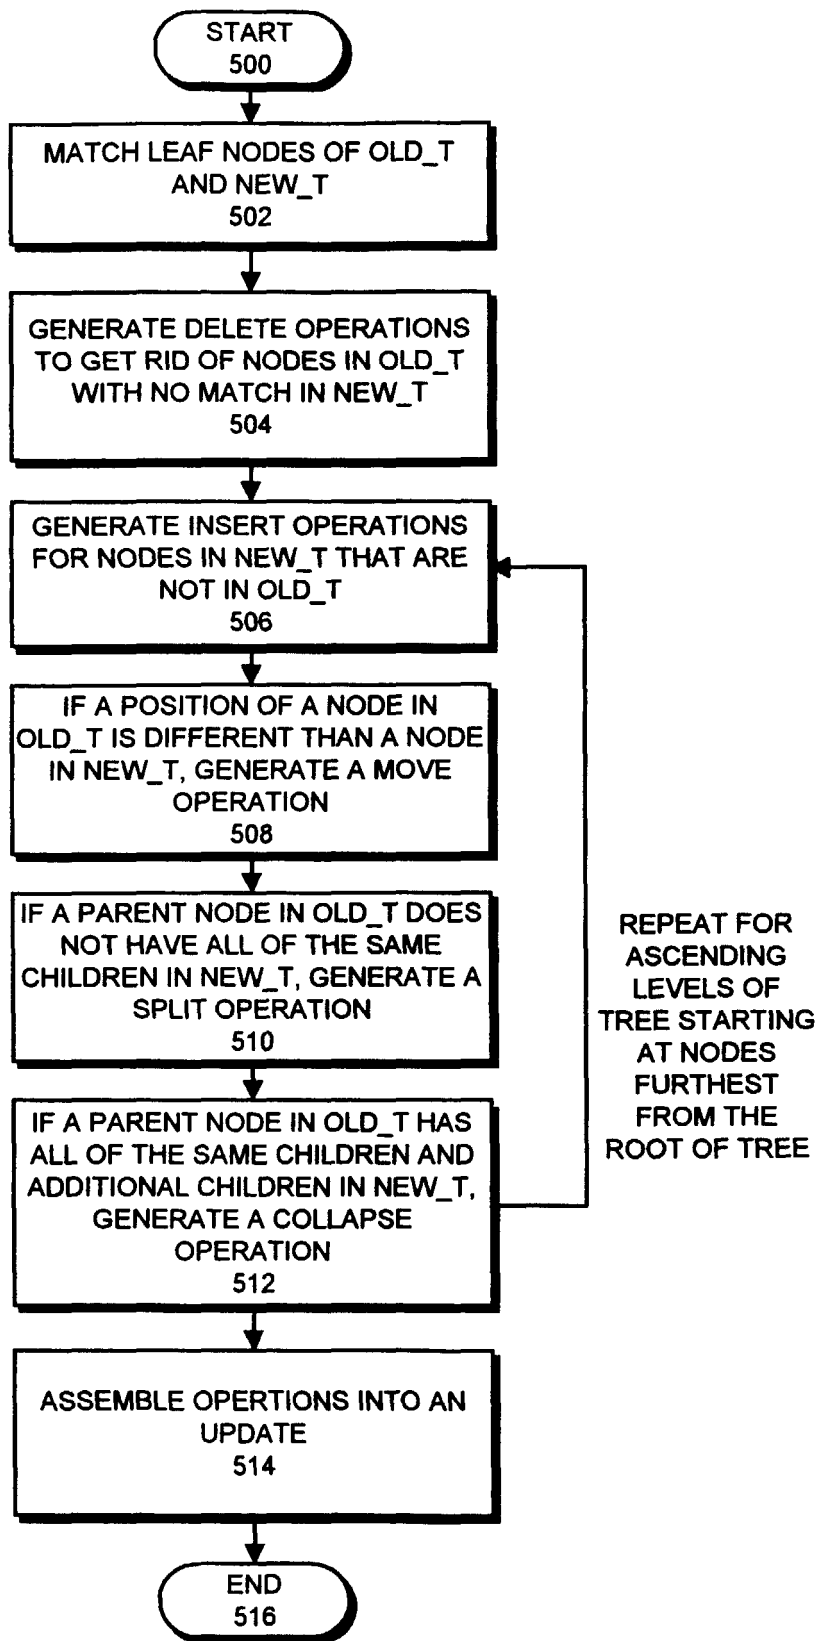 START
500
MATCH LEAF NODES OF OLD_T
AND NEW_T
502
GENERATE DELETE OPERATIONS
TO GET RID OF NODES IN OLD_T
WITH NO MATCH IN NEW_T
504
GENERATE INSERT OPERATIONS
FOR NODES IN NEW_T THAT ARE
NOT IN OLD_T
506
IF A POSITION OF A NODE IN
OLD_T IS DIFFERENT THAN A NODE
IN NEW_T, GENERATE A MOVE
OPERATION
508
IF A PARENT NODE IN OLD_T DOES
NOT HAVE ALL OF THE SAME
CHILDREN IN NEW_T, GENERATE A
SPLIT OPERATION
510
IF A PARENT NODE IN OLD_T HAS
ALL OF THE SAME CHILDREN AND
ADDITIONAL CHILDREN IN NEW_T,
GENERATE A COLLAPSE
OPERATION
512
REPEAT FOR
ASCENDING
LEVELS OF
TREE STARTING
AT NODES
FURTHEST
FROM THE
ROOT OF TREE
ASSEMBLE OPERTIONS INTO AN
UPDATE
514
END
516